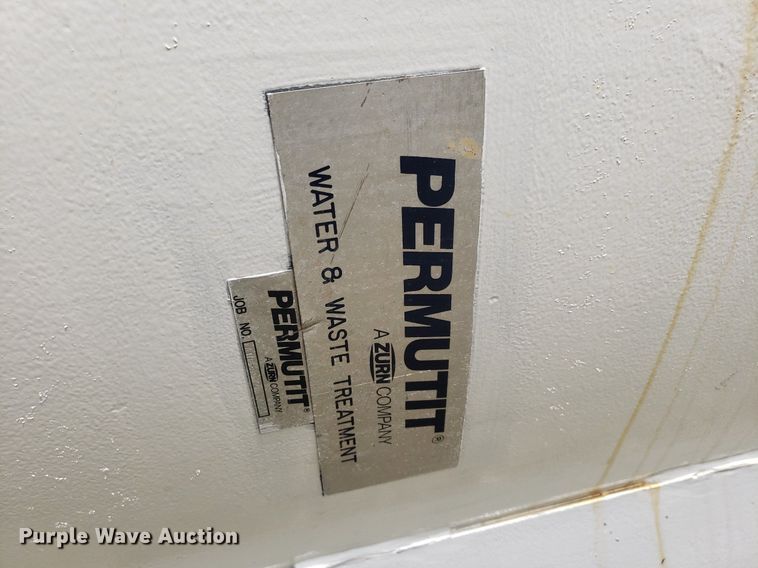 PERMUTIT®
A ZURN COMPANY
WATER & WASTE TREATMENT
PERMUTIT®
A ZURN COMPANY
JOB NO.
Purple Wave Auction